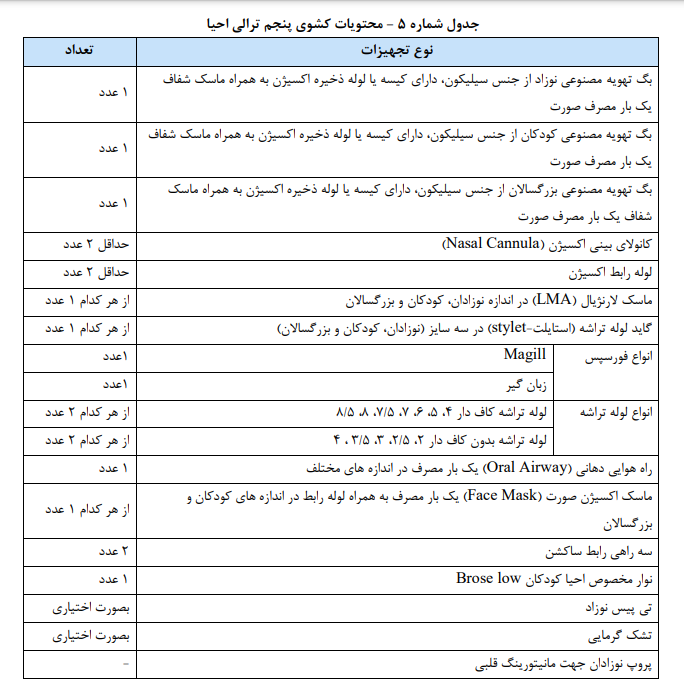 جدول شماره ۵ – محتویات کشوی پنجم ترالی احیا
نوع تجهیزات
تعداد
بگ تهویه مصنوعی نوزاد از جنس سیلیکون، دارای کیسه یا لوله ذخیره اکسیژن به همراه ماسک شفاف
یک بار مصرف صورت
۱ عدد
بگ تهویه مصنوعی کودکان از جنس سیلیکون، دارای کیسه یا لوله ذخیره اکسیژن به همراه ماسک شفاف
یک بار مصرف صورت
۱ عدد
بگ تهویه مصنوعی بزرگسالان از جنس سیلیکون، دارای کیسه یا لوله ذخیره اکسیژن به همراه ماسک
شفاف یک بار مصرف صورت
۱ عدد
کانولای بینی اکسیژن (Nasal Cannula)
حداقل ۲ عدد
لوله رابط اکسیژن
حداقل ۲ عدد
ماسک لارنژیال (LMA) در اندازه نوزادان، کودکان و بزرگسالان
از هر کدام ۱ عدد
گاید لوله تراشه (استایلت-stylet) در سه سایز (نوزادان، کودکان و بزرگسالان)
از هر کدام ۱ عدد
انواع فورسپس
Magill
۱عدد
زبان گیر
۱عدد
انواع لوله تراشه
لوله تراشه کاف دار ۴، ۵، ۶، ۷، ۷/۵، ۸، ۸/۵
از هر کدام ۲ عدد
لوله تراشه بدون کاف دار ۲، ۲/۵، ۳، ۳/۵ ، ۴
از هر کدام ۲ عدد
راه هوایی دهانی (Oral Airway) یک بار مصرف در اندازه های مختلف
۱ عدد
ماسک اکسیژن صورت (Face Mask) یک بار مصرف به همراه لوله رابط در اندازه های کودکان و
بزرگسالان
از هر کدام ۱ عدد
سه راهی رابط ساکشن
۲ عدد
نوار مخصوص احیا کودکان Brose low
۱ عدد
تی پیس نوزاد
بصورت اختیاری
تشک گرمایی
بصورت اختیاری
پروپ نوزادان جهت مانیتورینگ قلبی
-